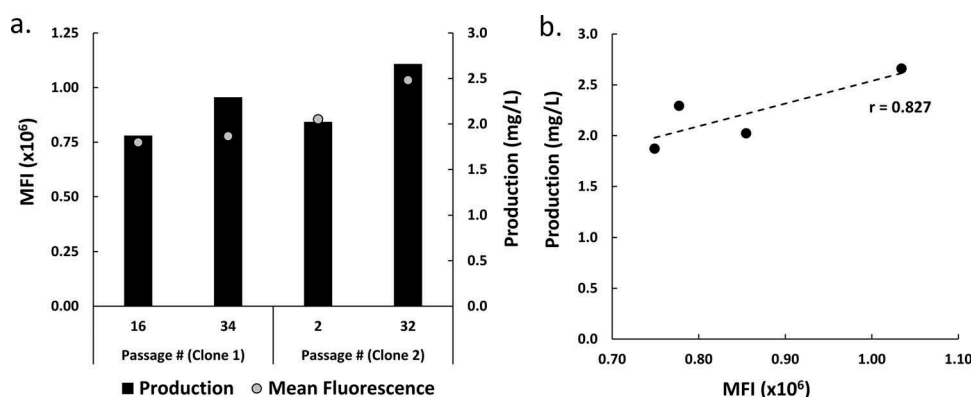 a.
1.25
1.00
0.75
0.50
0.25
0.00
MFI (x10⁶)
3.0
2.5
2.0
1.5
1.0
0.5
0.0
Production (mg/L)
16 34 2 32
Passage # (Clone 1) Passage # (Clone 2)
Production Mean Fluorescence
b.
3.0
2.5
2.0
1.5
1.0
0.5
0.0
Production (mg/L)
r = 0.827
0.70 0.80 0.90 1.00 1.10
MFI (x10⁶)